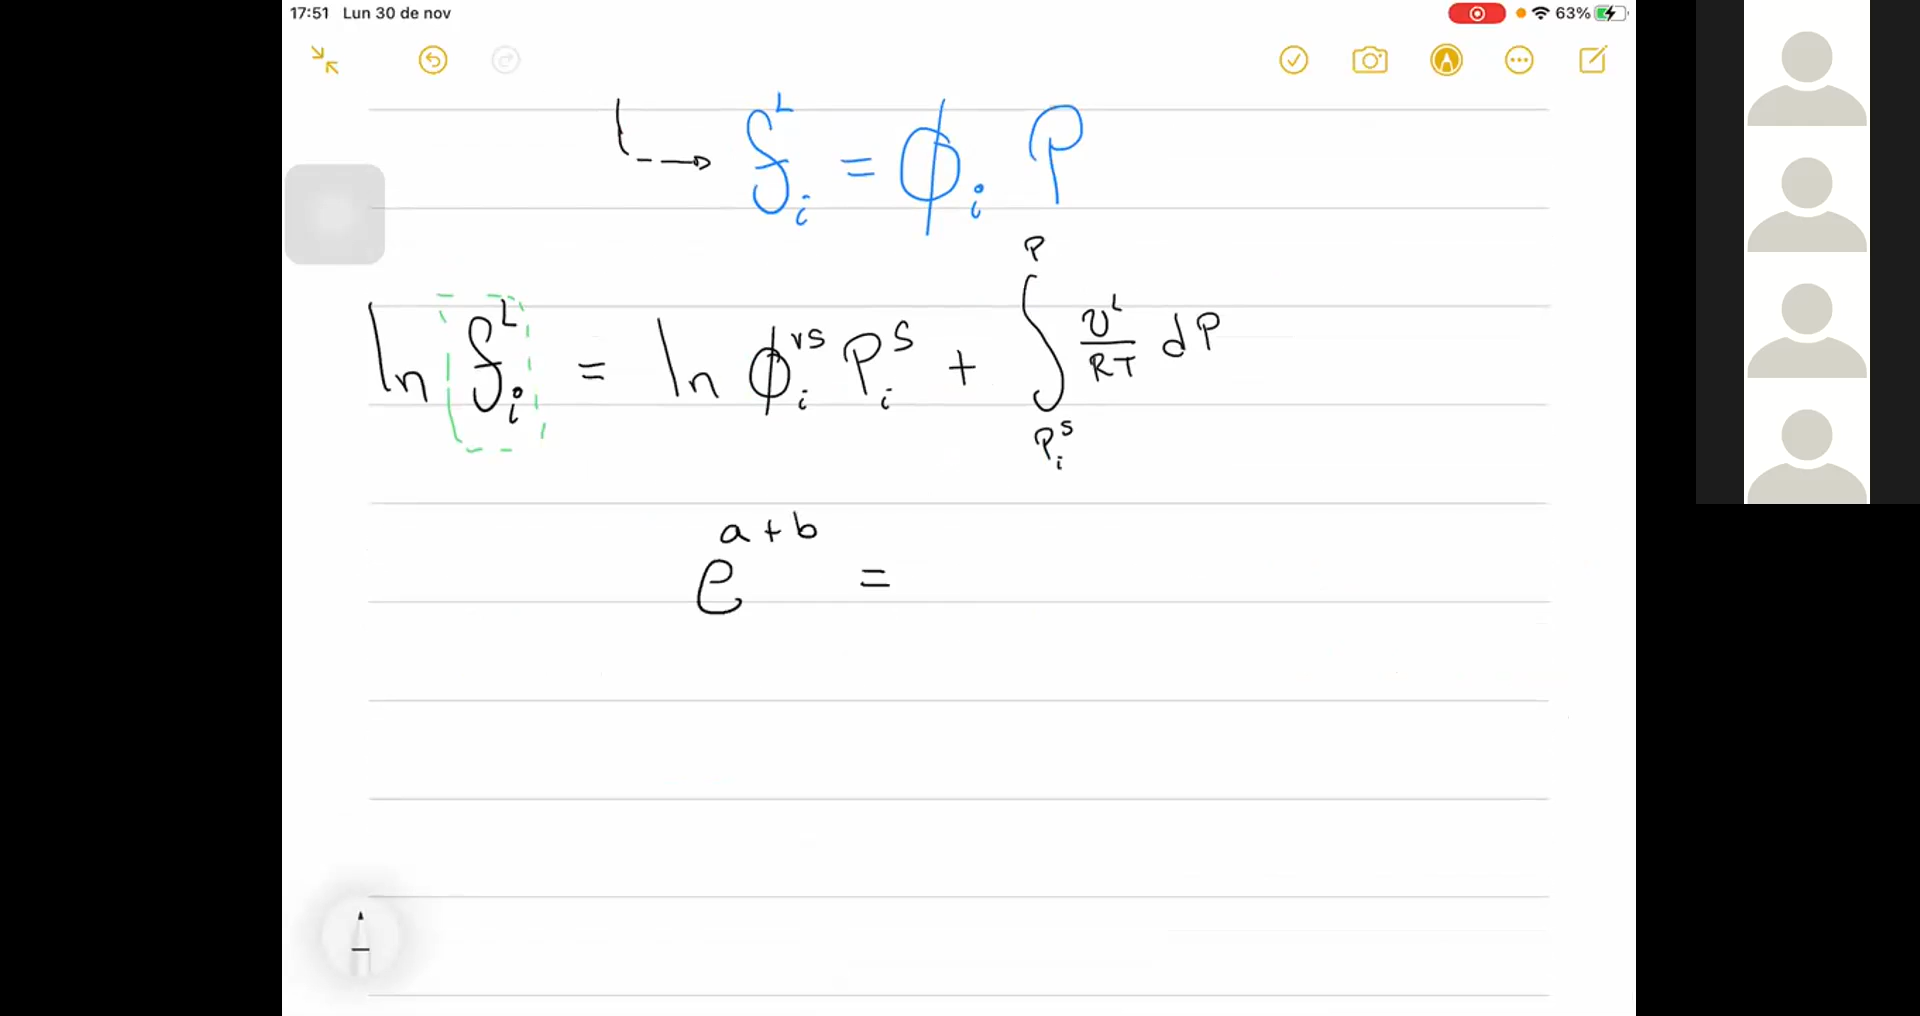 17:51 Lun 30 de nov 63%
f_i^L = ϕ_i P
ln f_i^L = ln ϕ_i^{vs} P_i^S + ∫_{P_i^S}^{P} v^L/RT dP
e^{a+b} =